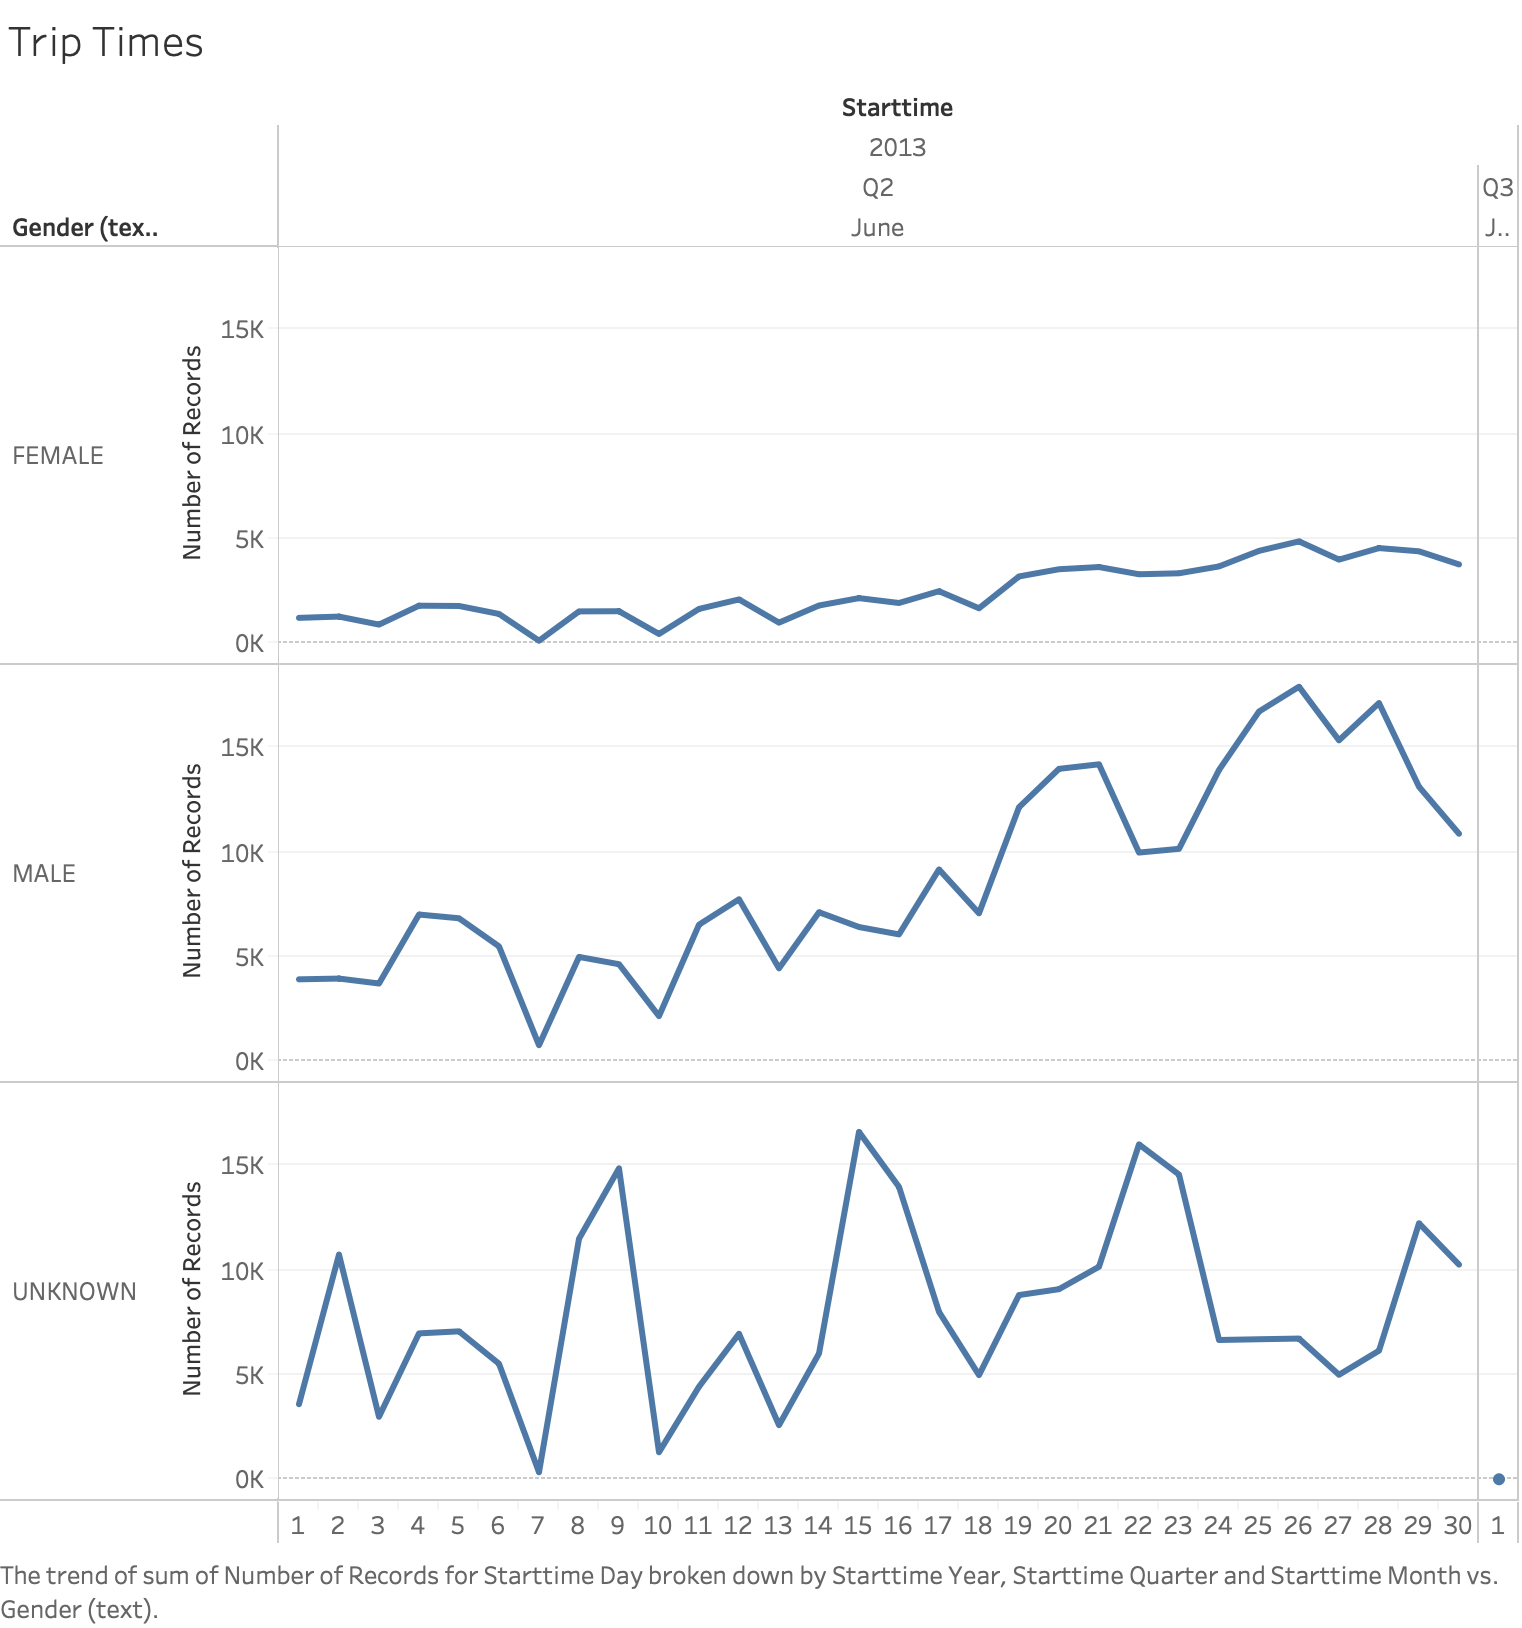 Trip Times
Starttime
2013
Q2
Q3
Gender (tex..
June
J..
FEMALE
Number of Records
15K
10K
5K
0K
MALE
Number of Records
15K
10K
5K
0K
UNKNOWN
Number of Records
15K
10K
5K
0K
1 2 3 4 5 6 7 8 9 10 11 12 13 14 15 16 17 18 19 20 21 22 23 24 25 26 27 28 29 30 1
The trend of sum of Number of Records for Starttime Day broken down by Starttime Year, Starttime Quarter and Starttime Month vs.
Gender (text).